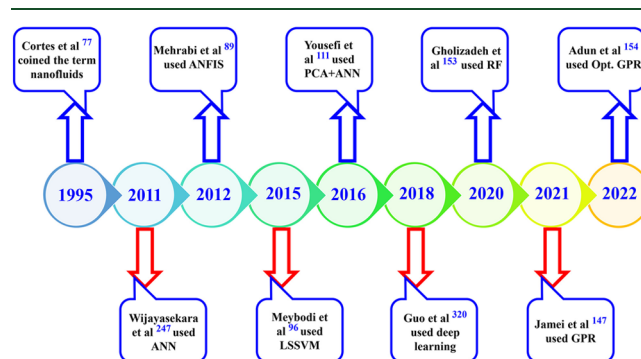 Cortes et al 77
coined the term
nanofluids
Mehrabi et al 89
used ANFIS
Yousefi et
al 111 used
PCA+ANN
Gholizadeh et
al 153 used RF
Adun et al 154
used Opt. GPR
1995
2011
2012
2015
2016
2018
2020
2021
2022
Wijayasekara
et al 247 used
ANN
Meybodi et
al 96 used
LSSVM
Guo et al 320
used deep
learning
Jamei et al 147
used GPR